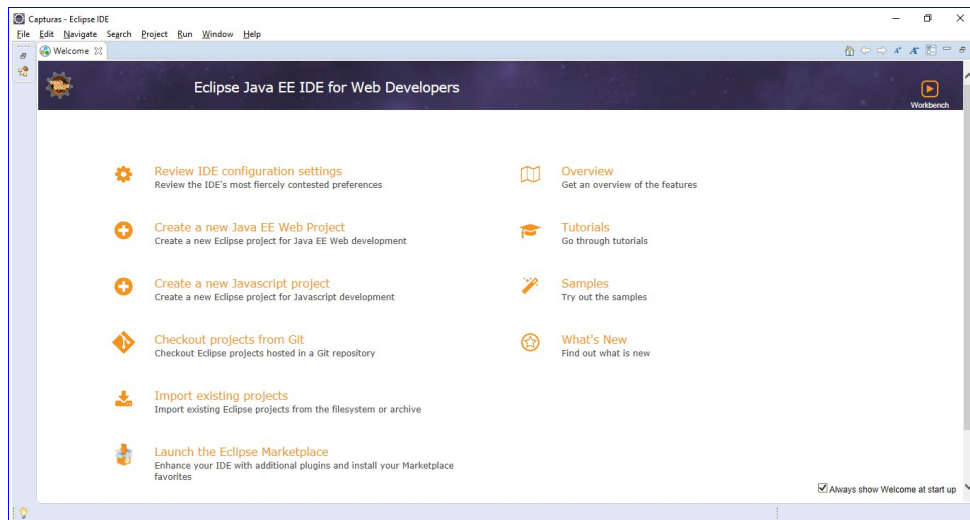 Capturas - Eclipse IDE
File Edit Navigate Search Project Run Window Help
Welcome
Eclipse Java EE IDE for Web Developers
Workbench
Review IDE configuration settings
Review the IDE's most fiercely contested preferences
Create a new Java EE Web Project
Create a new Eclipse project for Java EE Web development
Create a new Javascript project
Create a new Eclipse project for Javascript development
Checkout projects from Git
Checkout Eclipse projects hosted in a Git repository
Import existing projects
Import existing Eclipse projects from the filesystem or archive
Launch the Eclipse Marketplace
Enhance your IDE with additional plugins and install your Marketplace
favorites
Overview
Get an overview of the features
Tutorials
Go through tutorials
Samples
Try out the samples
What's New
Find out what is new
Always show Welcome at start up